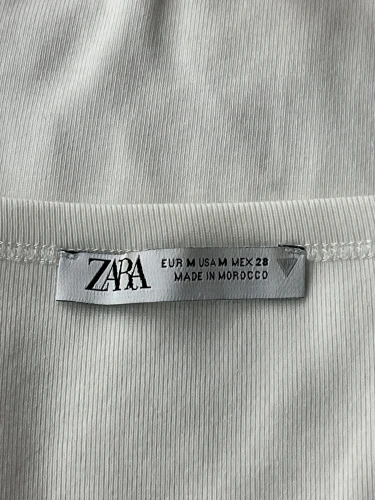 ZARA
EUR M USA M MEX 28
MADE IN MOROCCO